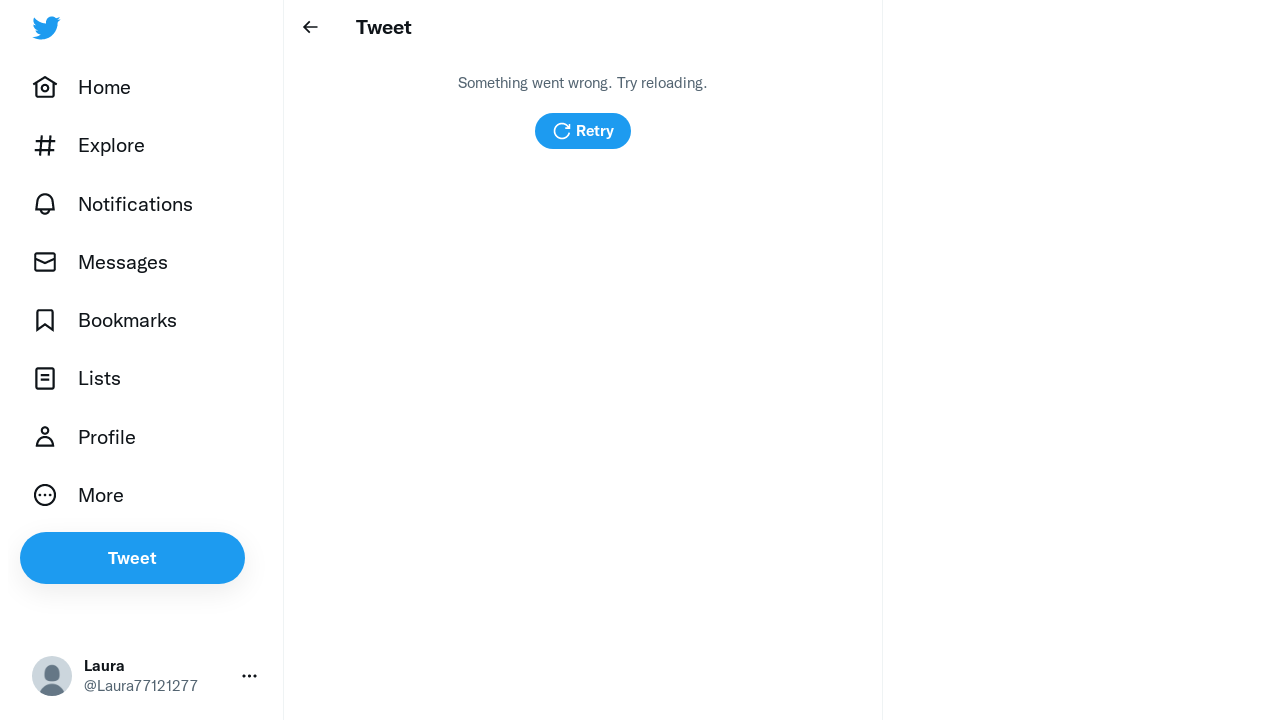 Home
Explore
Notifications
Messages
Bookmarks
Lists
Profile
More
Tweet
Laura
@Laura77121277
Tweet
Something went wrong. Try reloading.
Retry